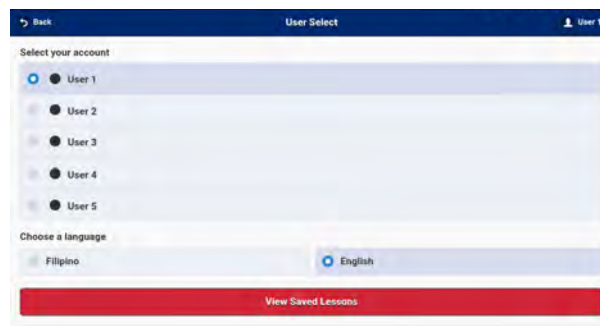 Back User Select User 1
Select your account
User 1
User 2
User 3
User 4
User 5
Choose a language
Filipino English
View Saved Lessons